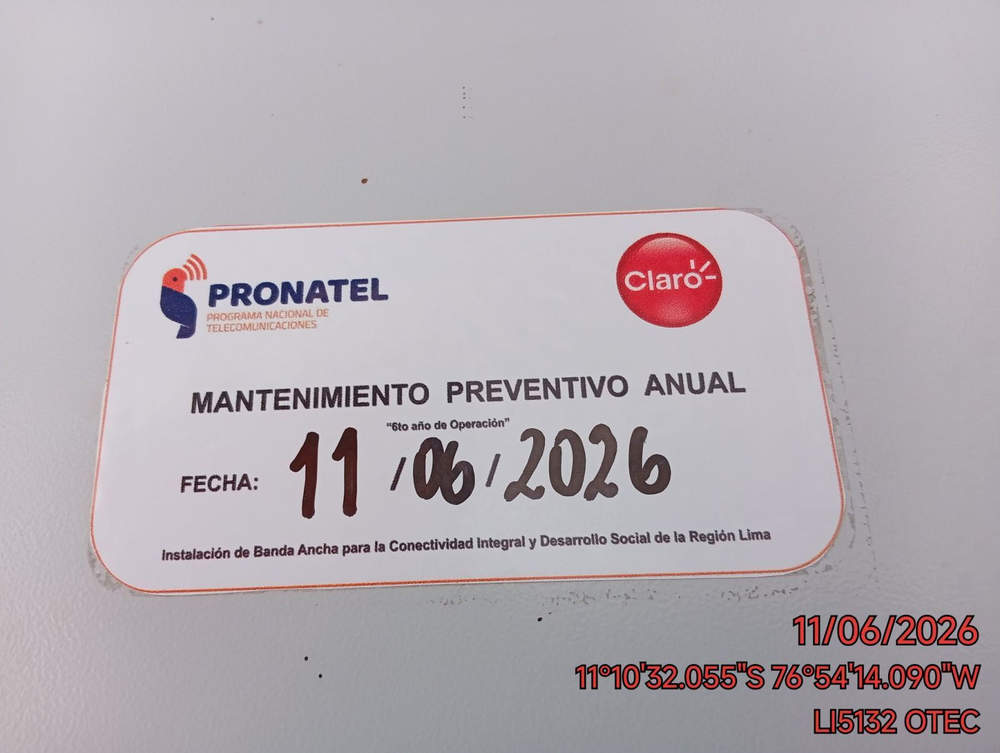 PRONATEL
PROGRAMA NACIONAL DE
TELECOMUNICACIONES
Claro
MANTENIMIENTO PREVENTIVO ANUAL
"6to año de Operación"
FECHA: 11 / 06 / 2026
Instalación de Banda Ancha para la Conectividad Integral y Desarrollo Social de la Región Lima
11/06/2026
11°10'32.055"S 76°54'14.090"W
LI5132 OTEC